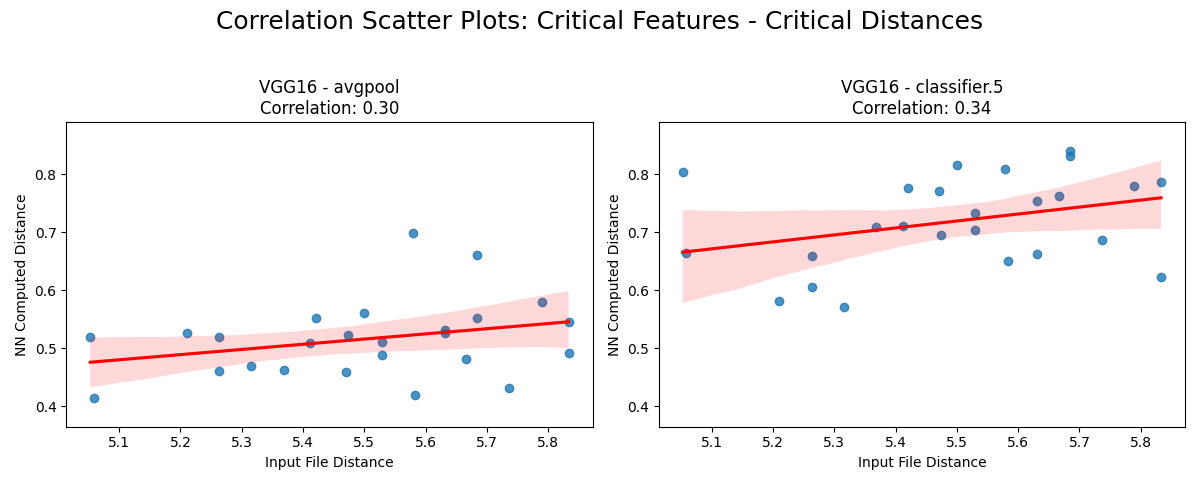 Correlation Scatter Plots: Critical Features - Critical Distances
VGG16 - avgpool
Correlation: 0.30
NN Computed Distance
0.8
0.7
0.6
0.5
0.4
5.1 5.2 5.3 5.4 5.5 5.6 5.7 5.8
Input File Distance
VGG16 - classifier.5
Correlation: 0.34
NN Computed Distance
0.8
0.7
0.6
0.5
0.4
5.1 5.2 5.3 5.4 5.5 5.6 5.7 5.8
Input File Distance